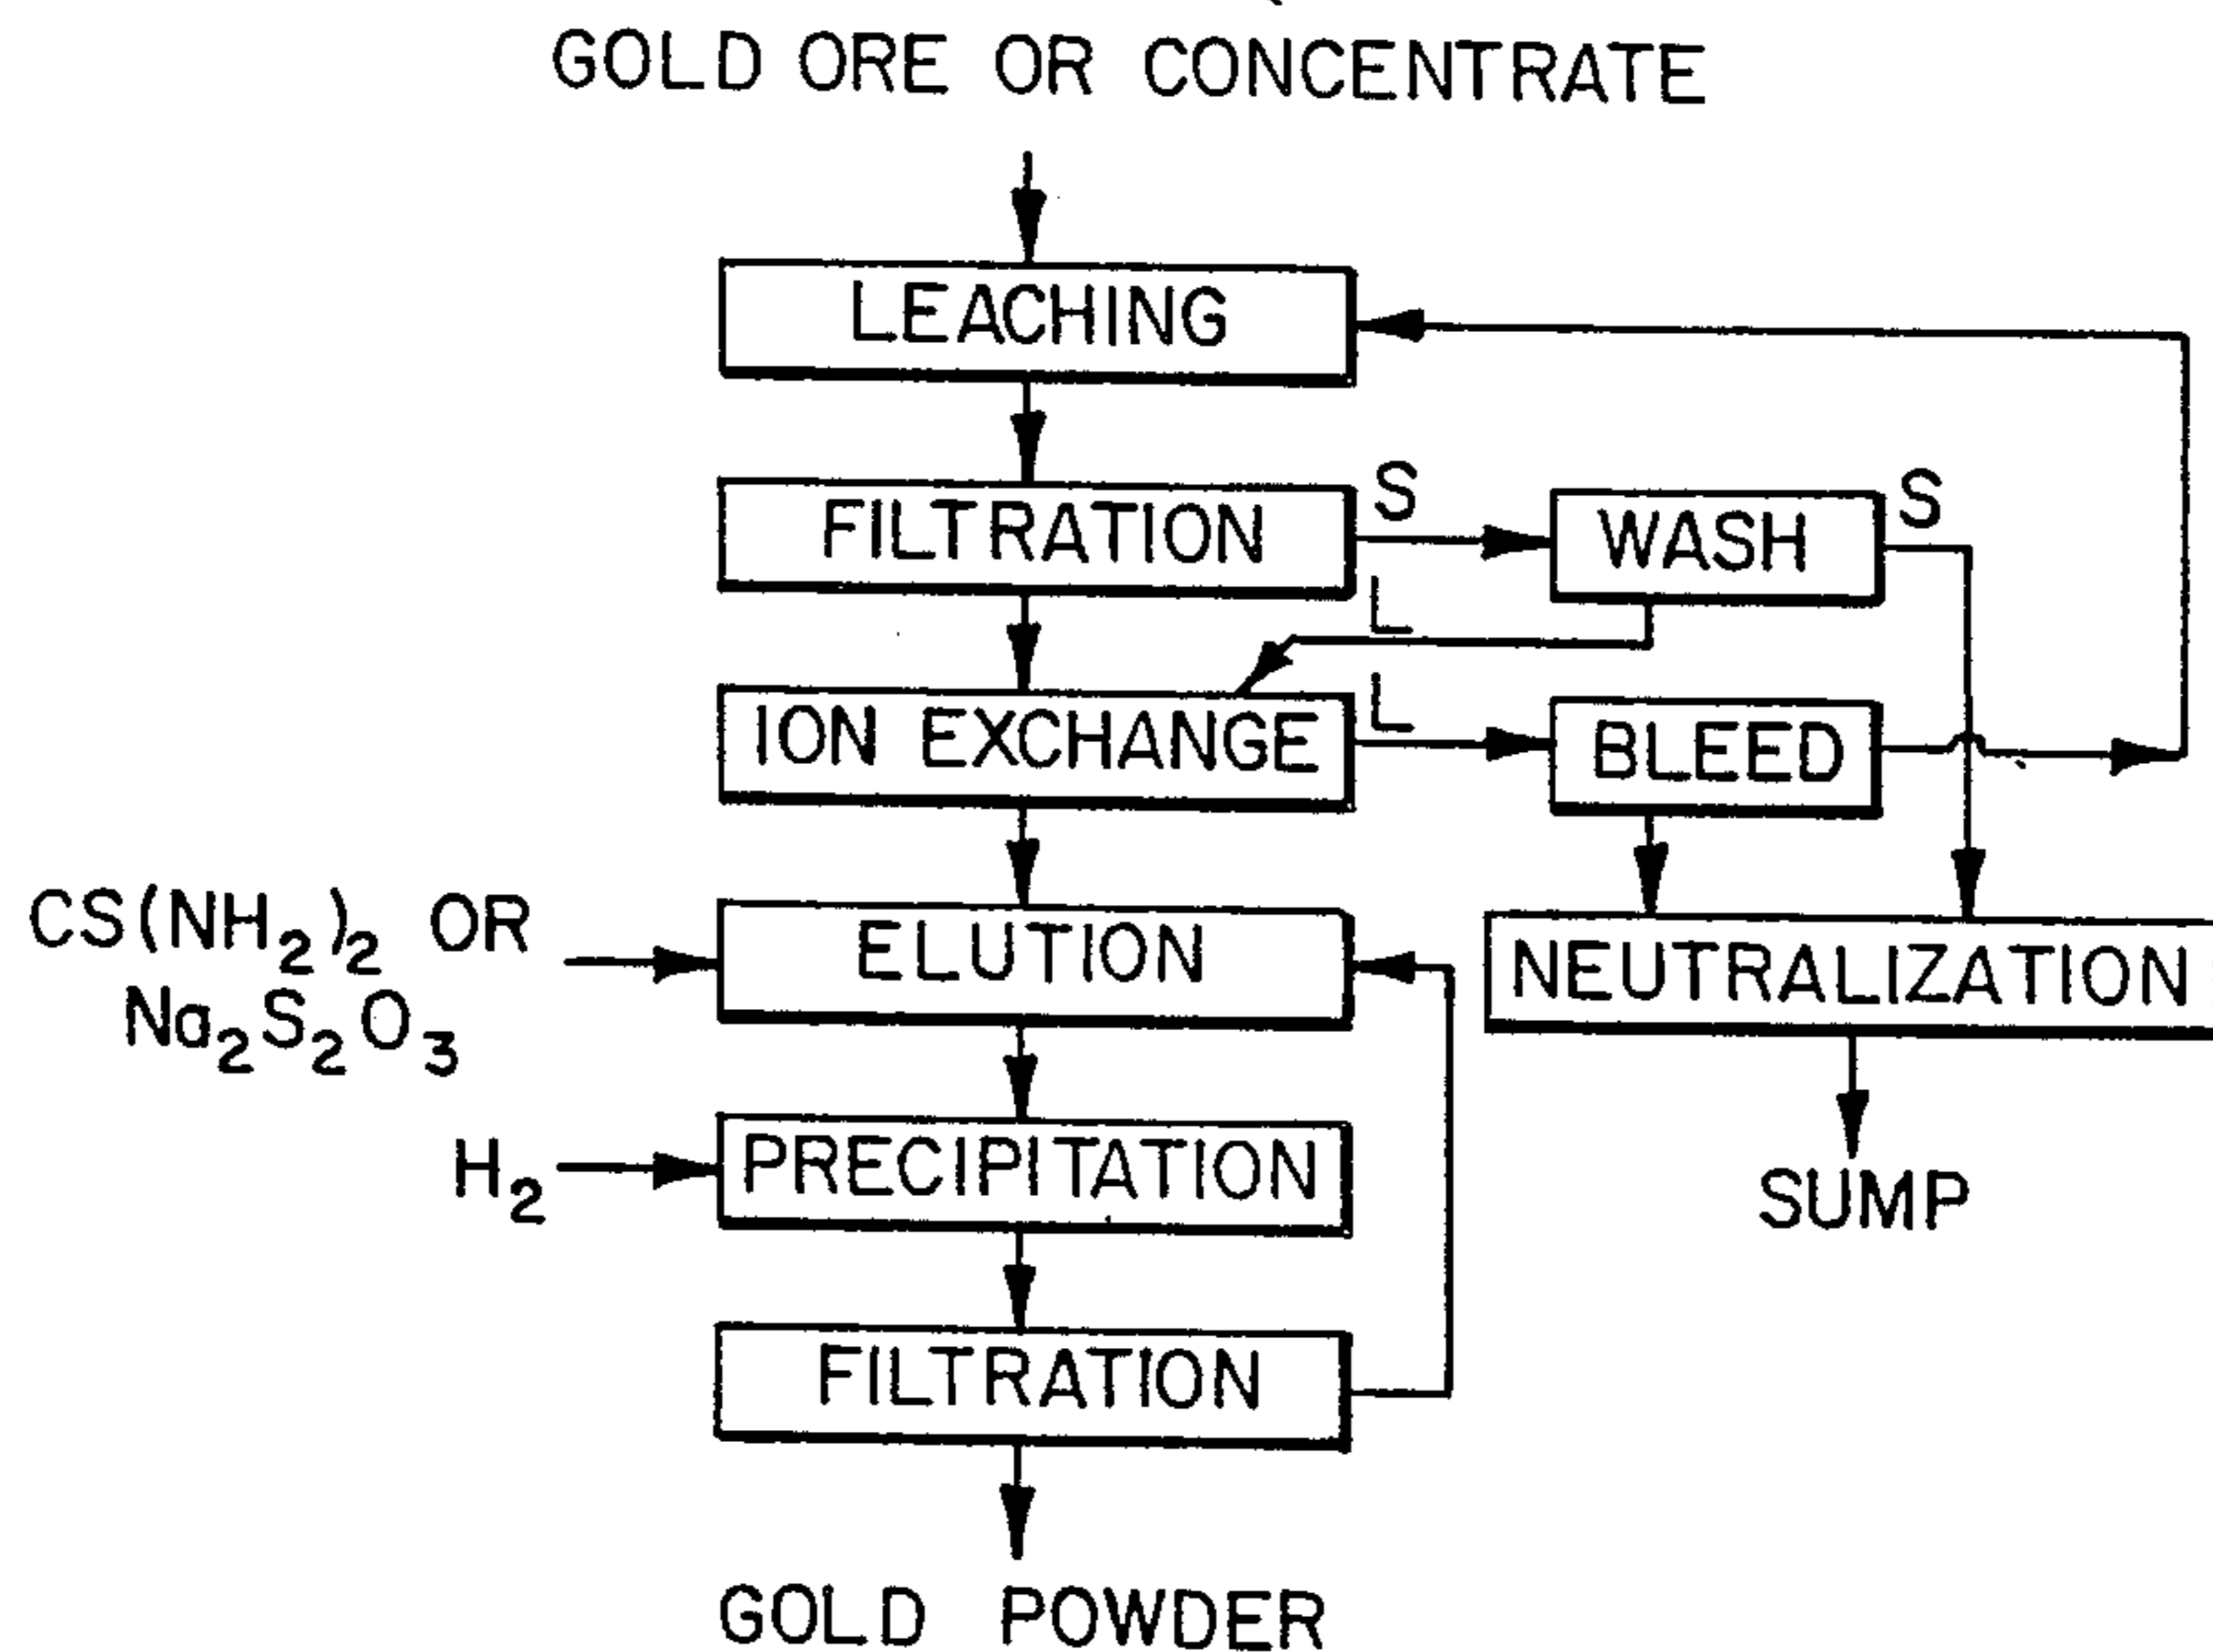 GOLD ORE OR CONCENTRATE
LEACHING
FILTRATION
S
WASH
S
L
ION EXCHANGE
L
BLEED
CS(NH₂)₂ OR
Na₂S₂O₃
ELUTION
NEUTRALIZATION
H₂
PRECIPITATION
SUMP
FILTRATION
GOLD POWDER